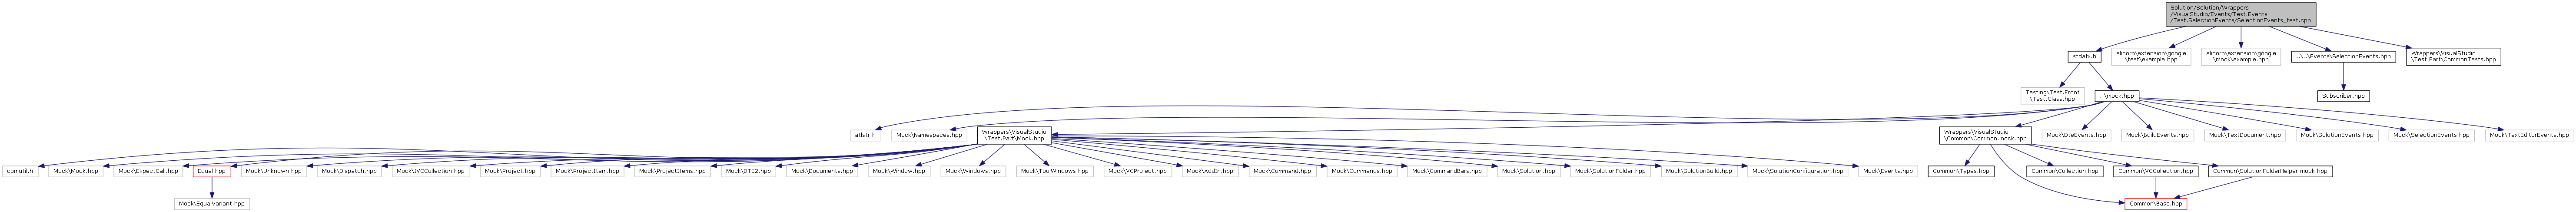 Solution/Solution/Wrappers
/VisualStudio/Events/Test.Events
/Test.SelectionEvents/SelectionEvents_test.cpp
stdafx.h
alicorn\extension\google
\test\example.hpp
alicorn\extension\google
\mock\example.hpp
..\..\Events\SelectionEvents.hpp
Wrappers\VisualStudio
\Test.Part\CommonTests.hpp
Testing\Test.Front
\Test.Class.hpp
..\mock.hpp
Subscriber.hpp
atlstr.h
Mock\Namespaces.hpp
Wrappers\VisualStudio
\Test.Part\Mock.hpp
Wrappers\VisualStudio
\Common\Common.mock.hpp
Mock\DteEvents.hpp
Mock\BuildEvents.hpp
Mock\TextDocument.hpp
Mock\SolutionEvents.hpp
Mock\SelectionEvents.hpp
Mock\TextEditorEvents.hpp
comutil.h
Mock\Mock.hpp
Mock\ExpectCall.hpp
Equal.hpp
Mock\Unknown.hpp
Mock\Dispatch.hpp
Mock\IVCCollection.hpp
Mock\Project.hpp
Mock\ProjectItem.hpp
Mock\ProjectItems.hpp
Mock\DTE2.hpp
Mock\Documents.hpp
Mock\Window.hpp
Mock\Windows.hpp
Mock\ToolWindows.hpp
Mock\VCProject.hpp
Mock\AddIn.hpp
Mock\Command.hpp
Mock\Commands.hpp
Mock\CommandBars.hpp
Mock\Solution.hpp
Mock\SolutionFolder.hpp
Mock\SolutionBuild.hpp
Mock\SolutionConfiguration.hpp
Mock\Events.hpp
Common\Types.hpp
Common\Collection.hpp
Common\VCCollection.hpp
Common\SolutionFolderHelper.mock.hpp
Mock\EqualVariant.hpp
Common\Base.hpp